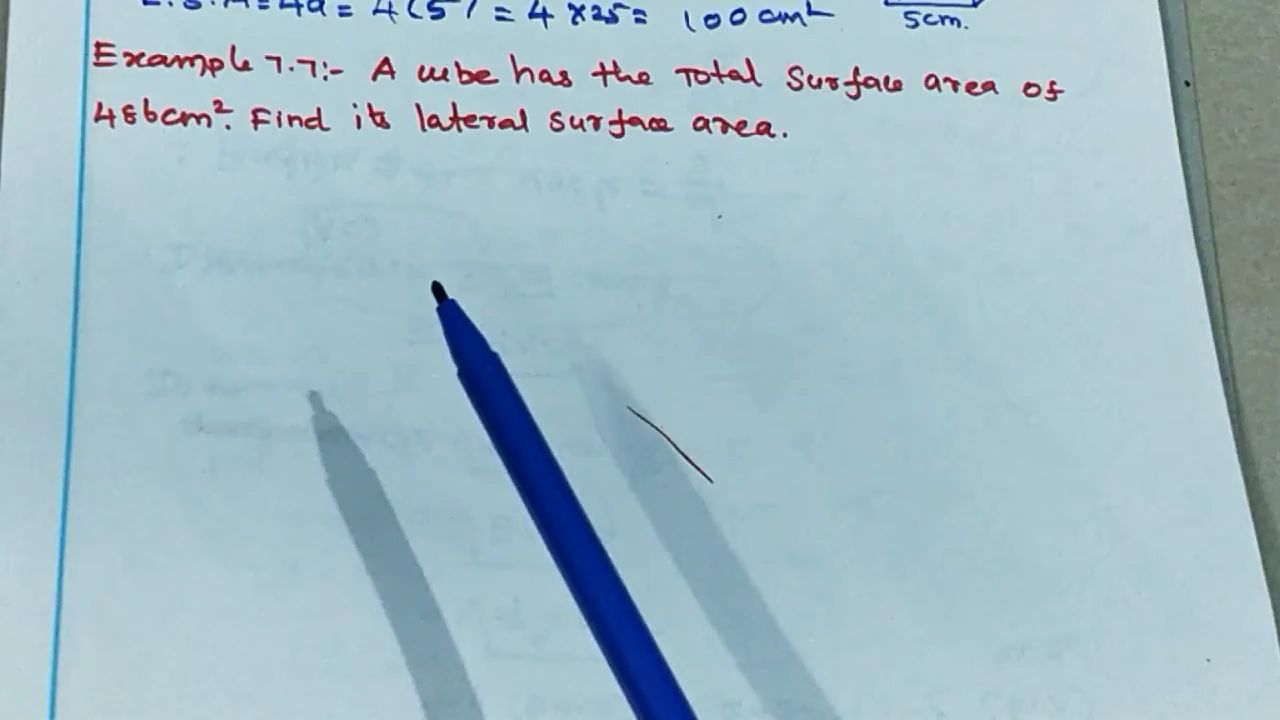 L.S.A = 4a = 4(5) = 4 × 25 = 100 cm²
5cm.
Example 7.7:- A cube has the Total Surface area of
486cm². Find its lateral surface area.